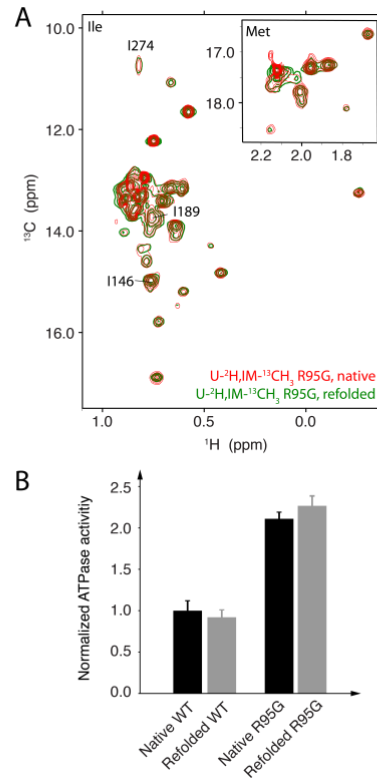 A
Ile
Met
I274
I189
I146
10.0
12.0
14.0
16.0
¹³C (ppm)
17.0
18.0
2.2
2.0
1.8
U-²H,IM-¹³CH₃ R95G, native
U-²H,IM-¹³CH₃ R95G, refolded
1.0
0.5
0.0
¹H (ppm)
B
Normalized ATPase activitiy
2.5
2.0
1.5
1.0
0.5
0.0
Native WT
Refolded WT
Native R95G
Refolded R95G